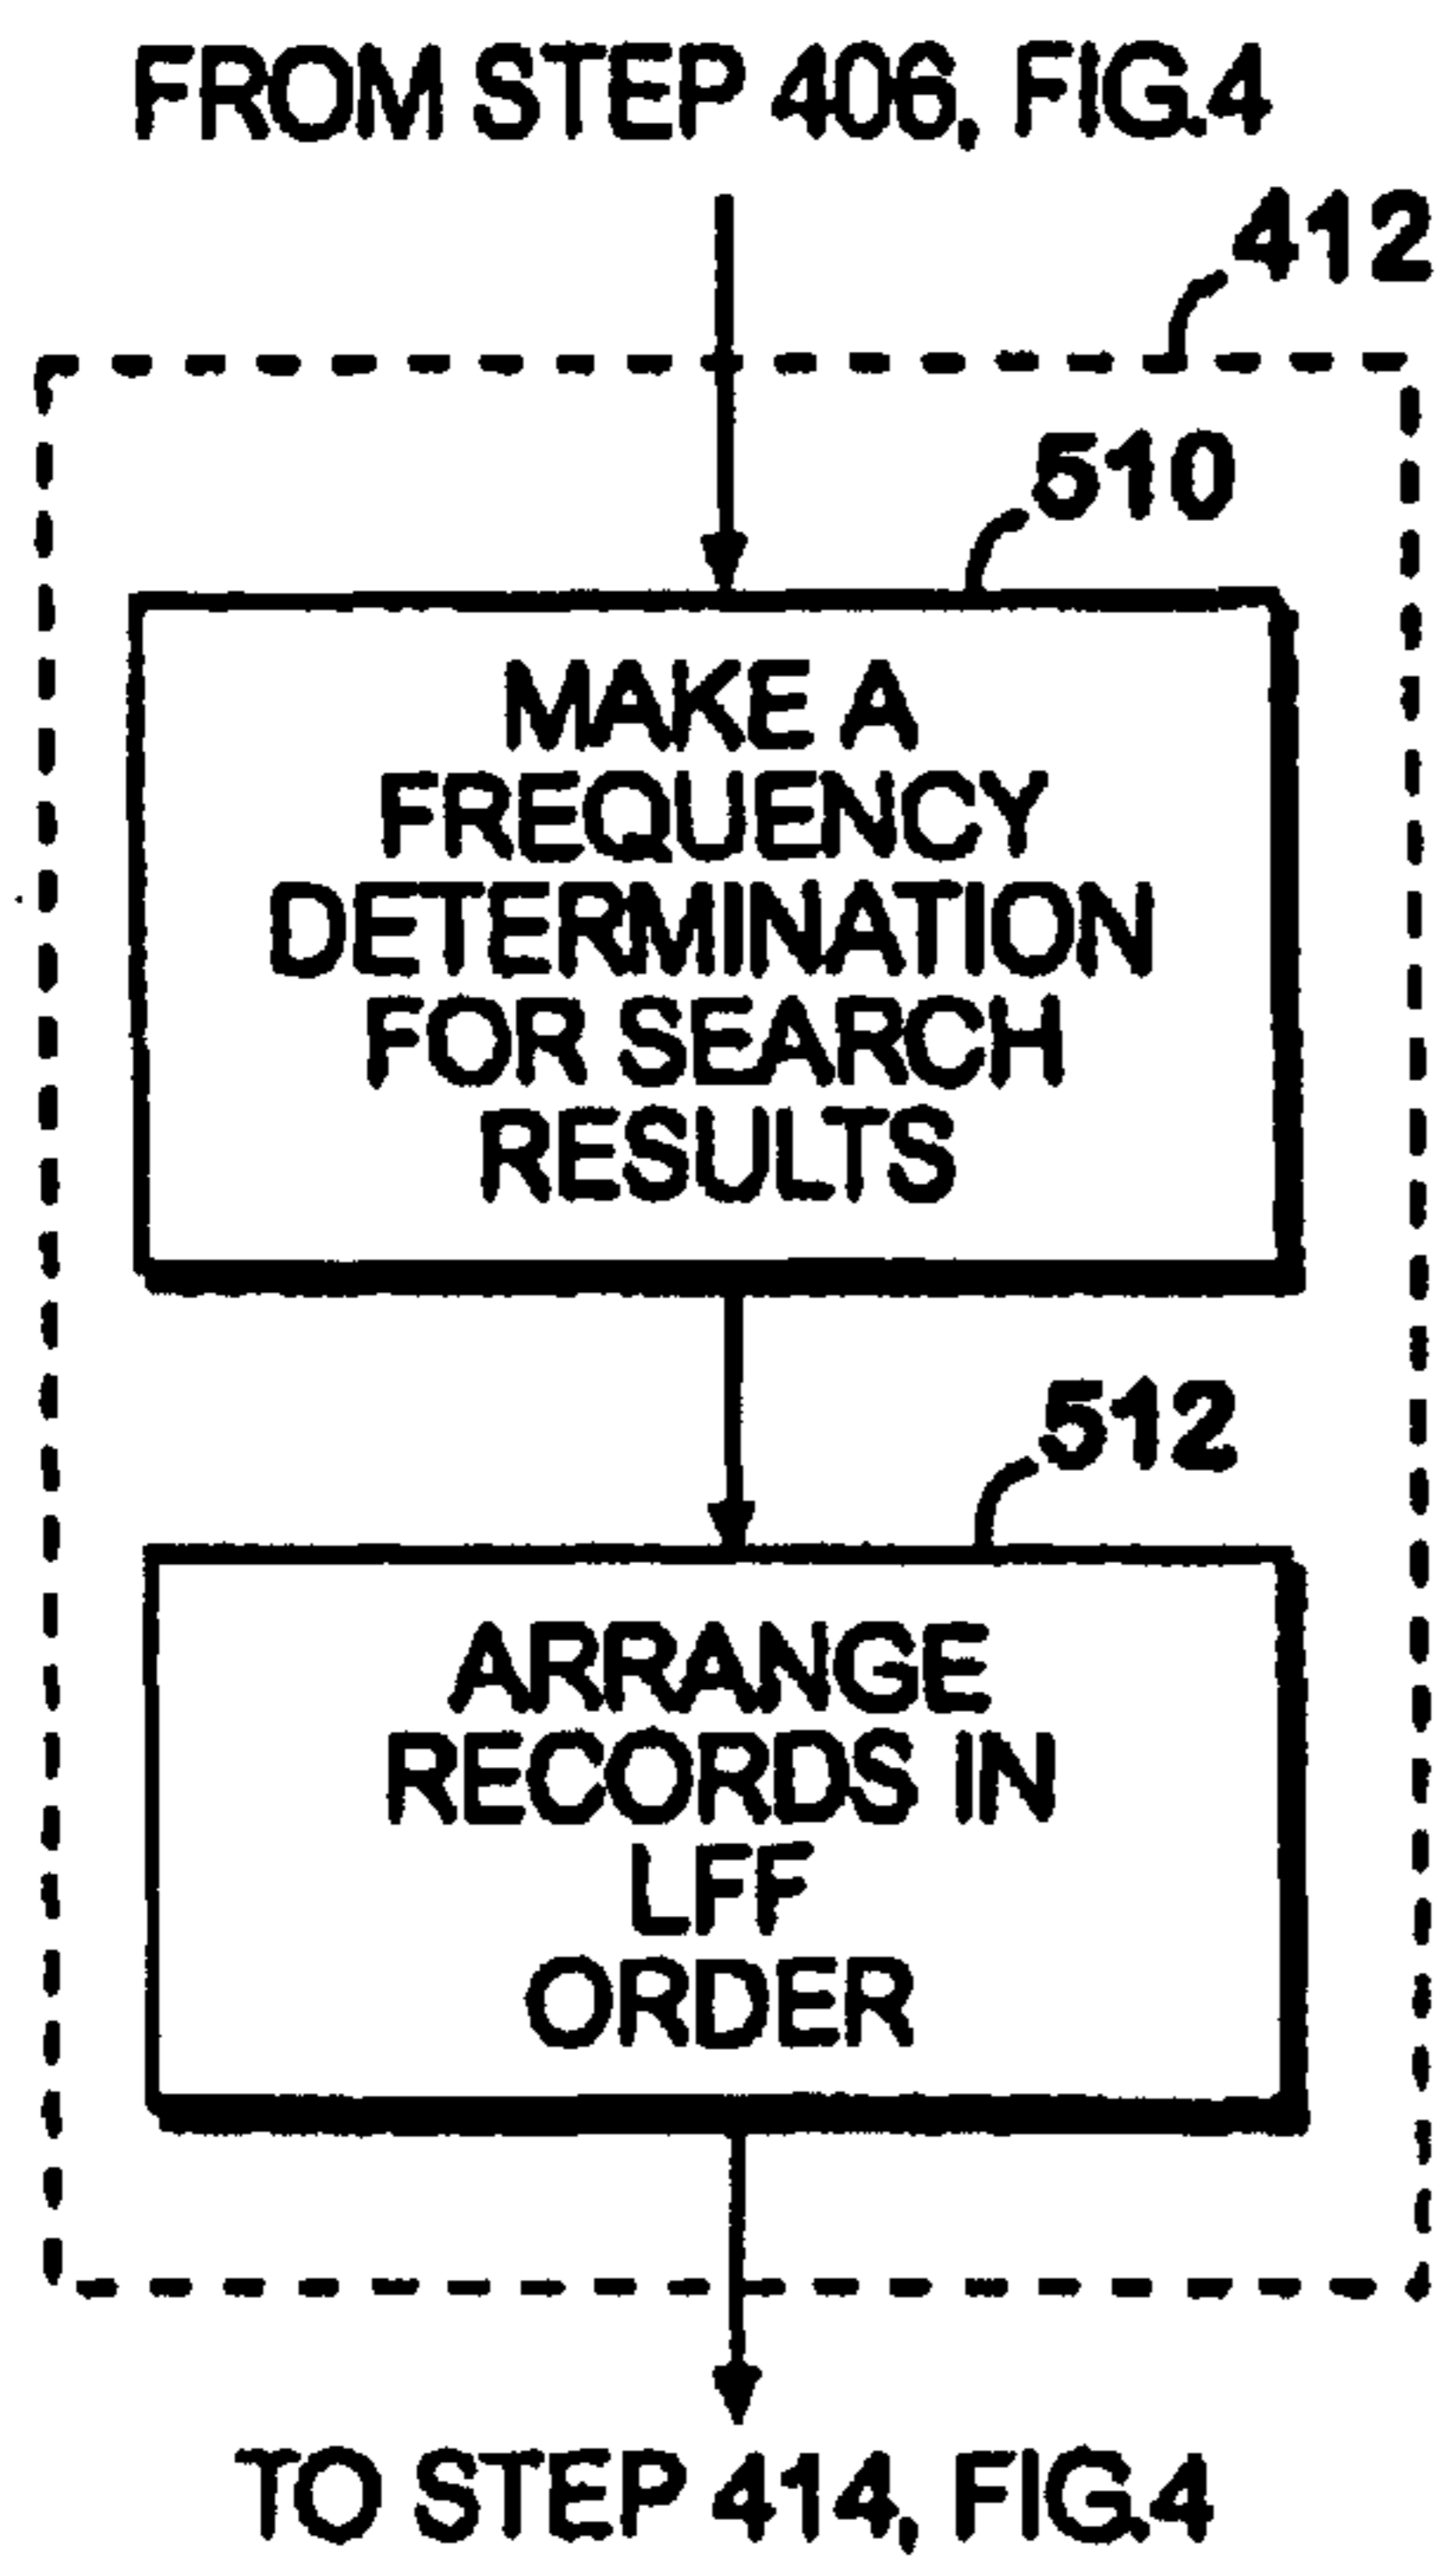 FROM STEP 406, FIG.4
412
510
MAKE A
FREQUENCY
DETERMINATION
FOR SEARCH
RESULTS
512
ARRANGE
RECORDS IN
LFF
ORDER
TO STEP 414, FIG.4